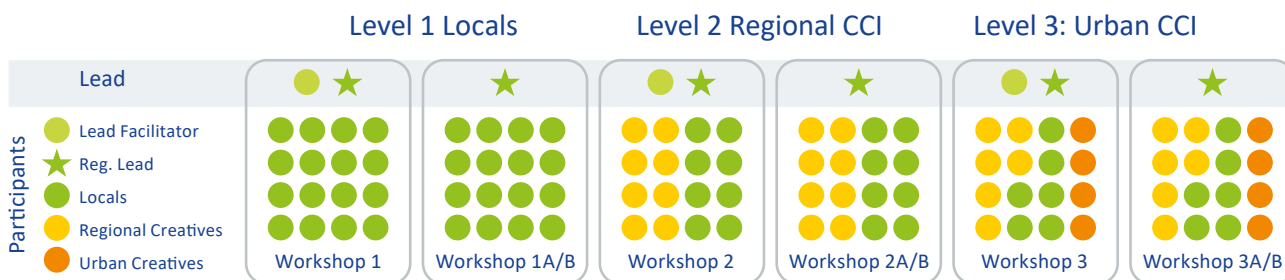 Level 1 Locals
Level 2 Regional CCI
Level 3: Urban CCI
Lead
Participants
Lead Facilitator
Reg. Lead
Locals
Regional Creatives
Urban Creatives
Workshop 1
Workshop 1A/B
Workshop 2
Workshop 2A/B
Workshop 3
Workshop 3A/B